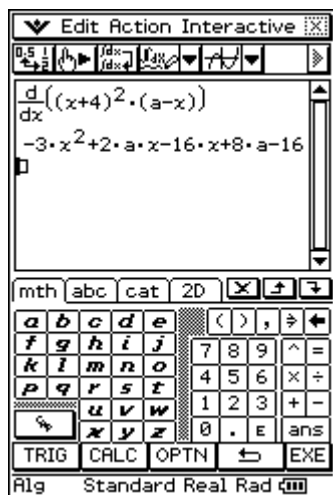 Edit Action Interactive
d/dx((x+4)²·(a-x))
-3·x²+2·a·x-16·x+8·a-16
mth abc cat 2D
a b c d e ( ) , ⇒ ←
f g h i j 7 8 9 ^ =
k l m n o 4 5 6 × ÷
p q r s t 1 2 3 + -
u v w 0 . E ans
x y z
TRIG CALC OPTN EXE
Alg Standard Real Rad